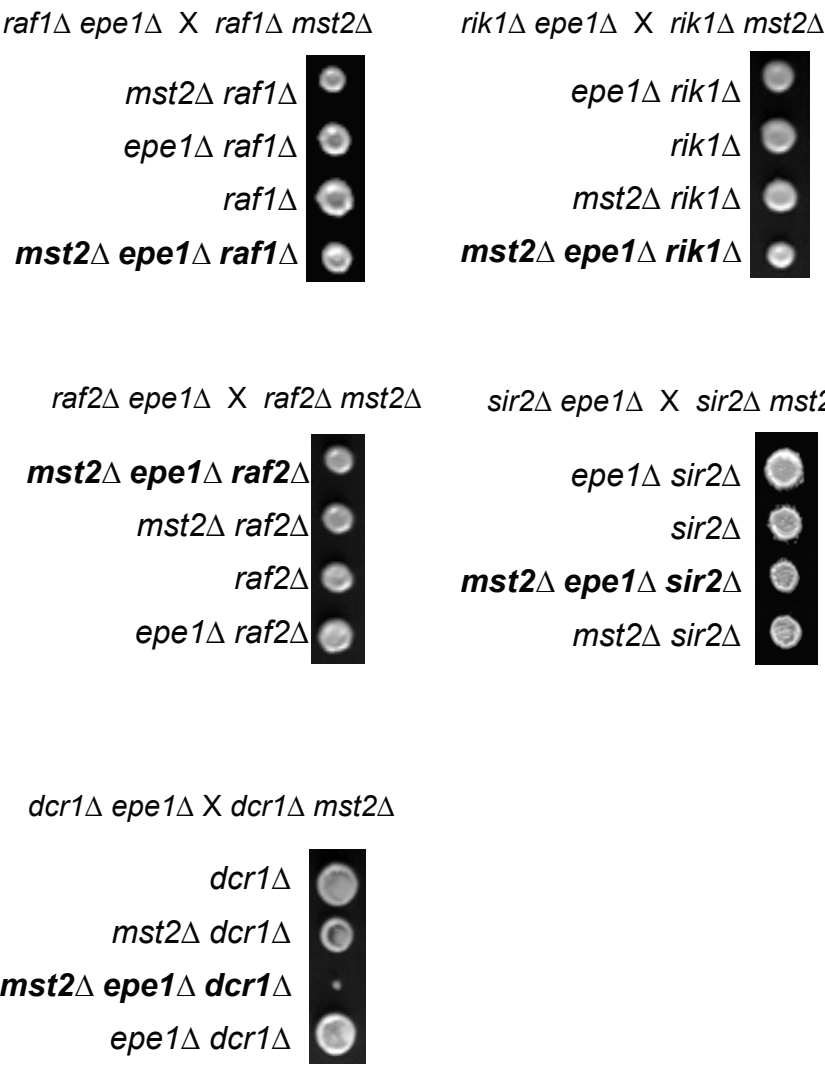 raf1Δ epe1Δ X raf1Δ mst2Δ
mst2Δ raf1Δ
epe1Δ raf1Δ
raf1Δ
mst2Δ epe1Δ raf1Δ
rik1Δ epe1Δ X rik1Δ mst2Δ
epe1Δ rik1Δ
rik1Δ
mst2Δ rik1Δ
mst2Δ epe1Δ rik1Δ
raf2Δ epe1Δ X raf2Δ mst2Δ
mst2Δ epe1Δ raf2Δ
mst2Δ raf2Δ
raf2Δ
epe1Δ raf2Δ
sir2Δ epe1Δ X sir2Δ mst2
epe1Δ sir2Δ
sir2Δ
mst2Δ epe1Δ sir2Δ
mst2Δ sir2Δ
dcr1Δ epe1Δ X dcr1Δ mst2Δ
dcr1Δ
mst2Δ dcr1Δ
mst2Δ epe1Δ dcr1Δ
epe1Δ dcr1Δ